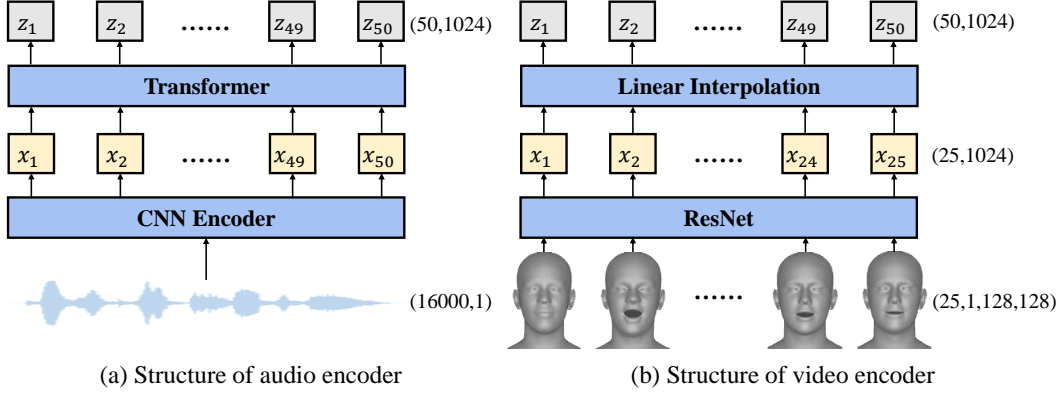 z₁ z₂ ...... z₄₉ z₅₀ (50,1024)
Transformer
x₁ x₂ ...... x₄₉ x₅₀
CNN Encoder
(16000,1)
(a) Structure of audio encoder
z₁ z₂ ...... z₄₉ z₅₀ (50,1024)
Linear Interpolation
x₁ x₂ ...... x₂₄ x₂₅ (25,1024)
ResNet
...... (25,1,128,128)
(b) Structure of video encoder